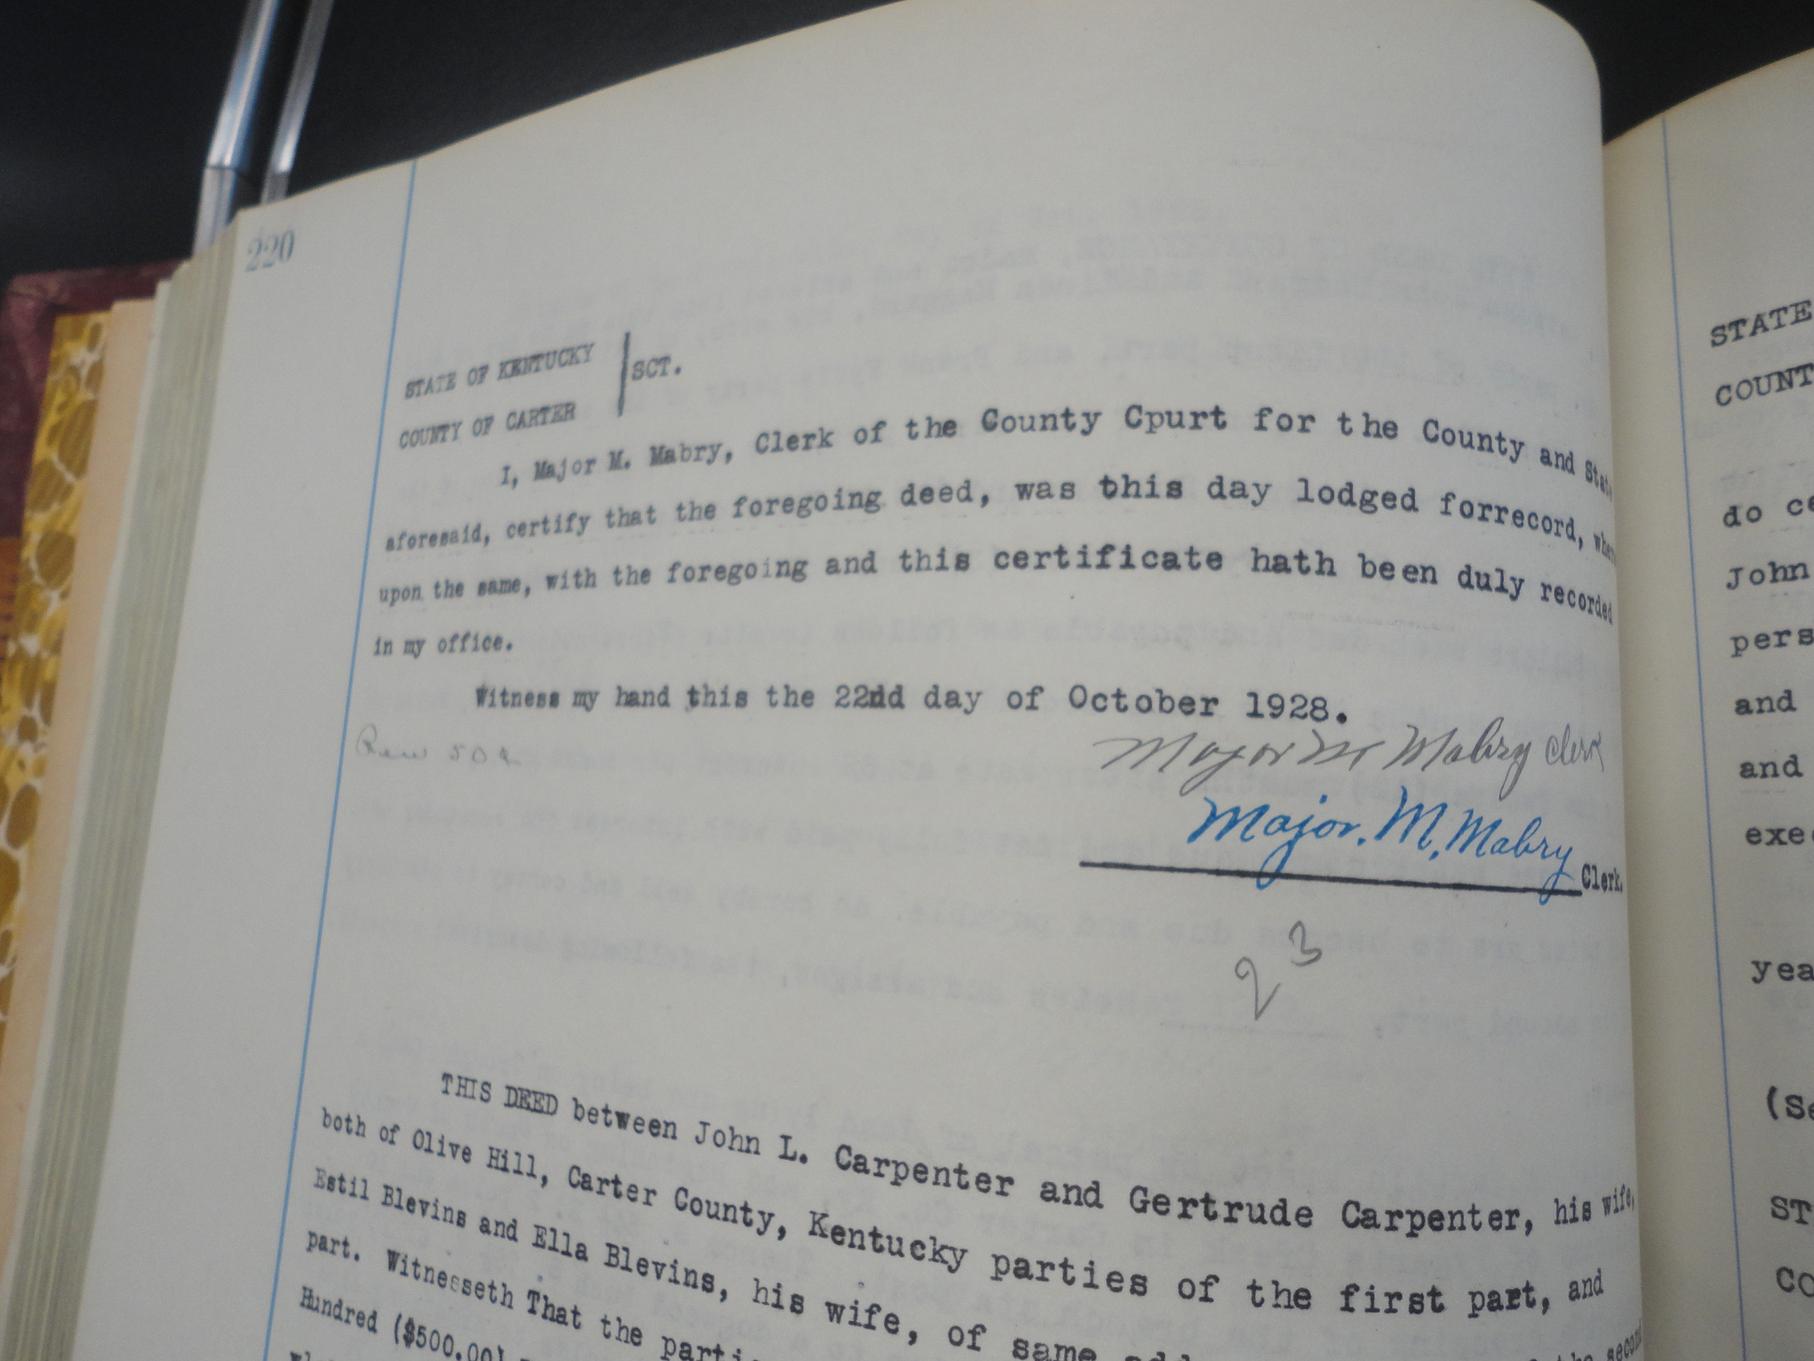 220
STATE OF KENTUCKY
SCT.
COUNTY OF CARTER
I, Major M. Mabry, Clerk of the County Cpurt for the County and State
aforesaid, certify that the foregoing deed, was this day lodged forrecord, where
upon the same, with the foregoing and this certificate hath been duly recorded
in my office.
Witness my hand this the 22nd day of October 1928.
Major M Mabry Clerk
Major. M. Mabry Clerk.
23
THIS DEED between John L. Carpenter and Gertrude Carpenter, his wife,
both of Olive Hill, Carter County, Kentucky parties of the first part, and
Estil Blevins and Ella Blevins, his wife, of same
part. Witnesseth That the second
Hundred ($500.00)
STATE
COUNT
do ce
John
pers
and
and
exe
yea
(Se
ST
CO